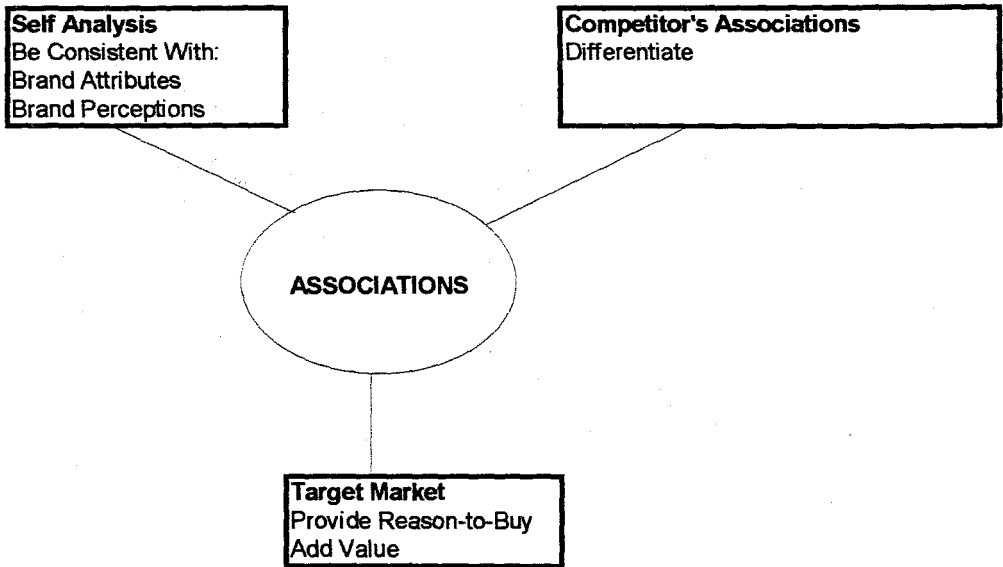 Self Analysis
Be Consistent With:
Brand Attributes
Brand Perceptions
Competitor's Associations
Differentiate
ASSOCIATIONS
Target Market
Provide Reason-to-Buy
Add Value